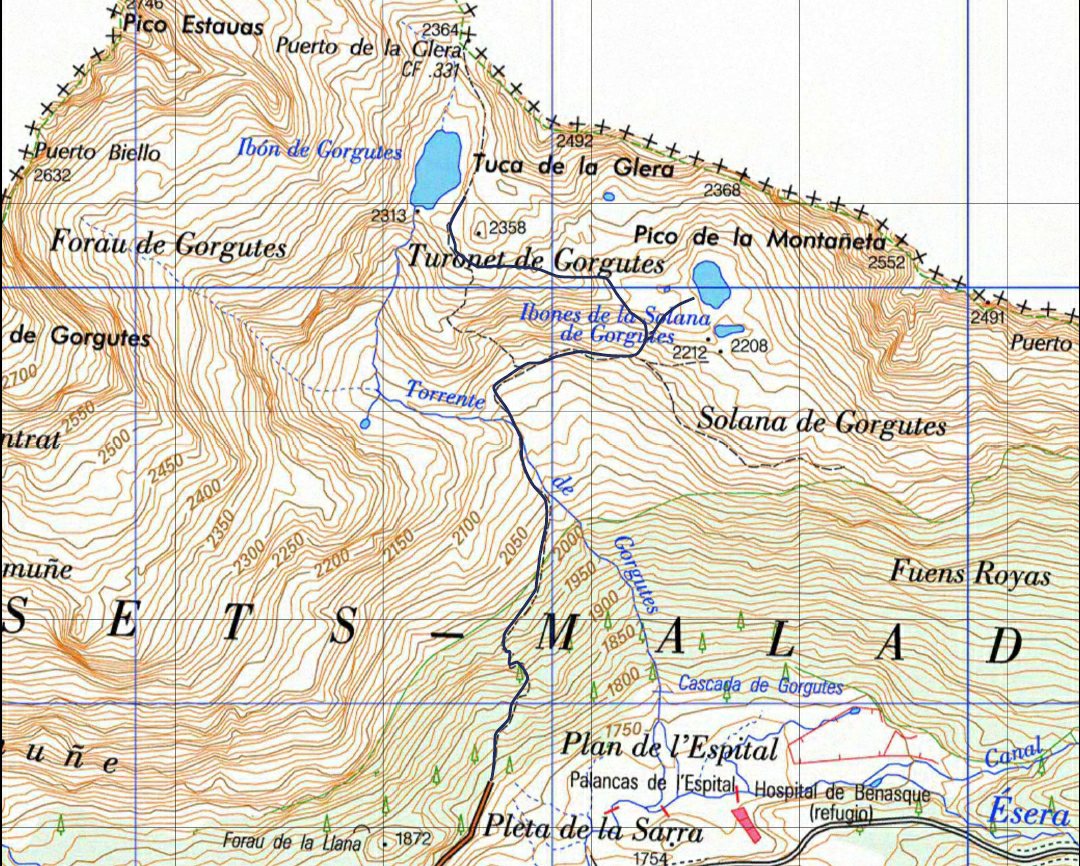 2746
Pico Estauas
2364
Puerto de la Glera
CF .331
Puerto Biello
2632
Ibón de Gorgutes
2492
Tuca de la Glera
2368
2313
2358
Forau de Gorgutes
Turonet de Gorgutes
Pico de la Montañeta
2552
2491
Puerto
de Gorgutes
Ibones de la Solana
de Gorgutes
2212
2208
2700
2550
2500
2450
2400
2350
2300
2250
2200
2150
2100
2050
2000
1950
1900
1850
1800
1750
ntrat
Torrente
de
Gorgutes
Solana de Gorgutes
muñe
Fuens Royas
S E T S – M A L A D
Cascada de Gorgutes
uñe
Plan de l'Espital
Palancas de l'Espital
Hospital de Benasque
(refugio)
Canal
Ésera
Forau de la Llana
1872
Pleta de la Sarra
1754